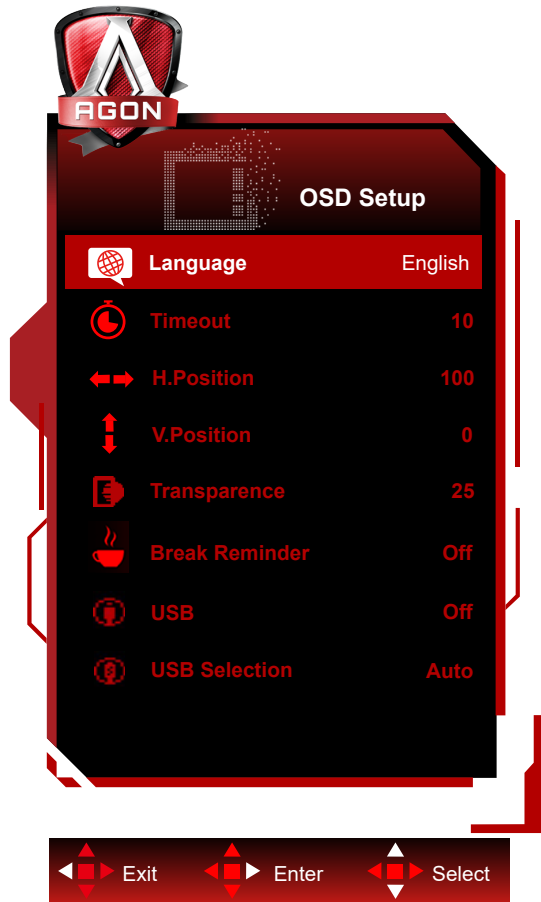 AGON
OSD Setup
Language English
Timeout 10
H.Position 100
V.Position 0
Transparence 25
Break Reminder Off
USB Off
USB Selection Auto
Exit Enter Select